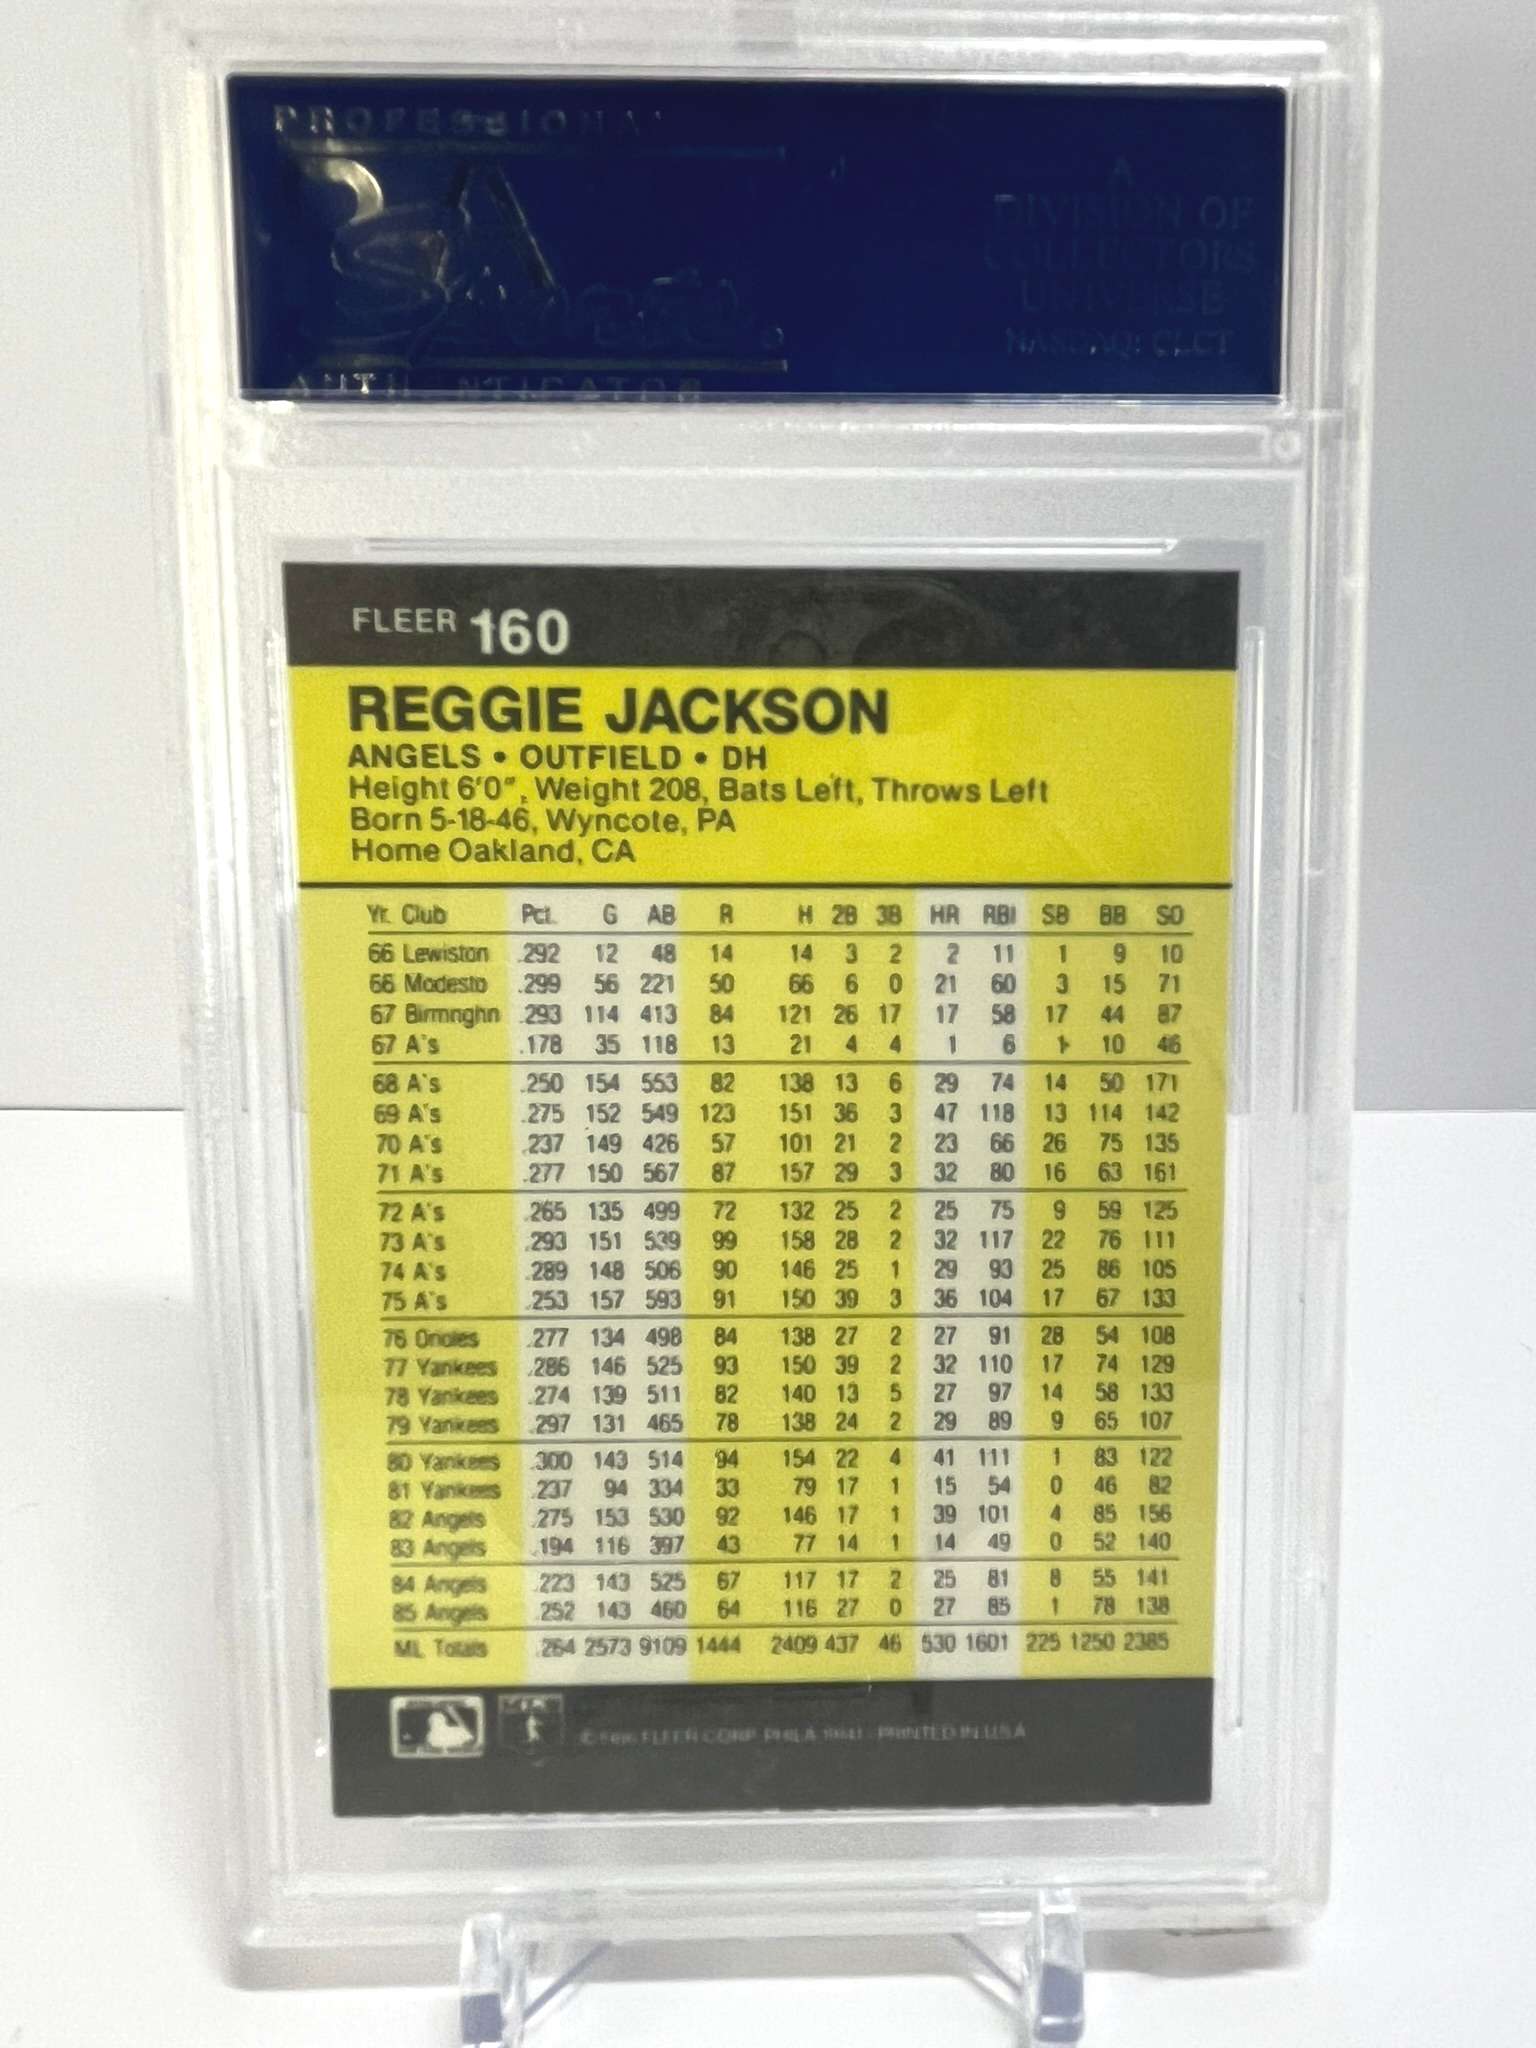 PROFESSIONAL
PSA
AUTHENTICATOR
A
DIVISION OF
COLLECTORS
UNIVERSE
NASDAQ: CLCT
FLEER 160
REGGIE JACKSON
ANGELS • OUTFIELD • DH
Height 6'0", Weight 208, Bats Left, Throws Left
Born 5-18-46, Wyncote, PA
Home Oakland, CA
Yr. Club Pct. G AB R H 2B 3B HR RBI SB BB SO
66 Lewiston .292 12 48 14 14 3 2 2 11 1 9 10
66 Modesto .299 56 221 50 66 6 0 21 60 3 15 71
67 Birmnghn .293 114 413 84 121 26 17 17 58 17 44 87
67 A's .178 35 118 13 21 4 4 1 6 1 10 46
68 A's .250 154 553 82 138 13 6 29 74 14 50 171
69 A's .275 152 549 123 151 36 3 47 118 13 114 142
70 A's .237 149 426 57 101 21 2 23 66 26 75 135
71 A's .277 150 567 87 157 29 3 32 80 16 63 161
72 A's .265 135 499 72 132 25 2 25 75 9 59 125
73 A's .293 151 539 99 158 28 2 32 117 22 76 111
74 A's .289 148 506 90 146 25 1 29 93 25 86 105
75 A's .253 157 593 91 150 39 3 36 104 17 67 133
76 Orioles .277 134 498 84 138 27 2 27 91 28 54 108
77 Yankees .286 146 525 93 150 39 2 32 110 17 74 129
78 Yankees .274 139 511 82 140 13 5 27 97 14 58 133
79 Yankees .297 131 465 78 138 24 2 29 89 9 65 107
80 Yankees .300 143 514 94 154 22 4 41 111 1 83 122
81 Yankees .237 94 334 33 79 17 1 15 54 0 46 82
82 Angels .275 153 530 92 146 17 1 39 101 4 85 156
83 Angels .194 116 397 43 77 14 1 14 49 0 52 140
84 Angels .223 143 525 67 117 17 2 25 81 8 55 141
85 Angels .252 143 460 64 116 27 0 27 85 1 78 138
ML Totals .264 2573 9109 1444 2409 437 46 530 1601 225 1250 2385
FLEER CORP. PHILA 19141 PRINTED IN U.S.A.